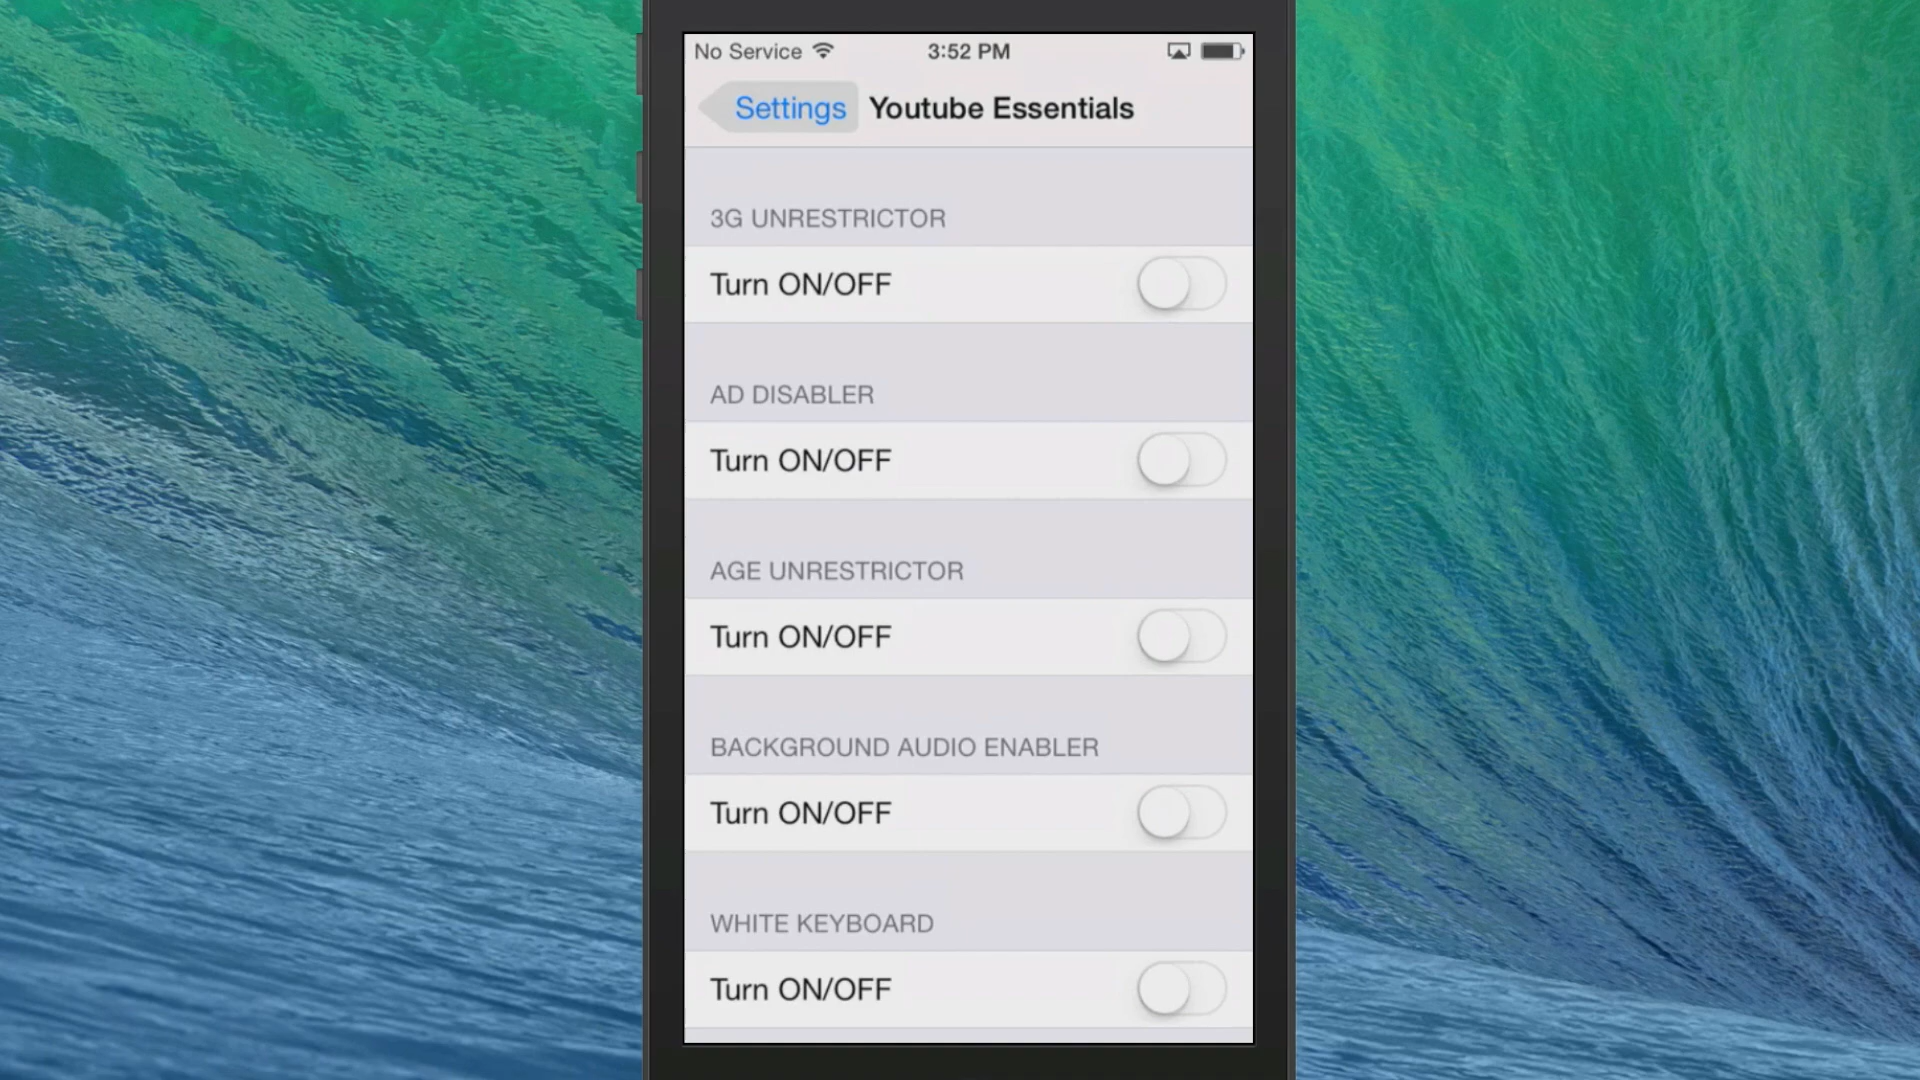 No Service 3:52 PM
Settings Youtube Essentials
3G UNRESTRICTOR
Turn ON/OFF
AD DISABLER
Turn ON/OFF
AGE UNRESTRICTOR
Turn ON/OFF
BACKGROUND AUDIO ENABLER
Turn ON/OFF
WHITE KEYBOARD
Turn ON/OFF